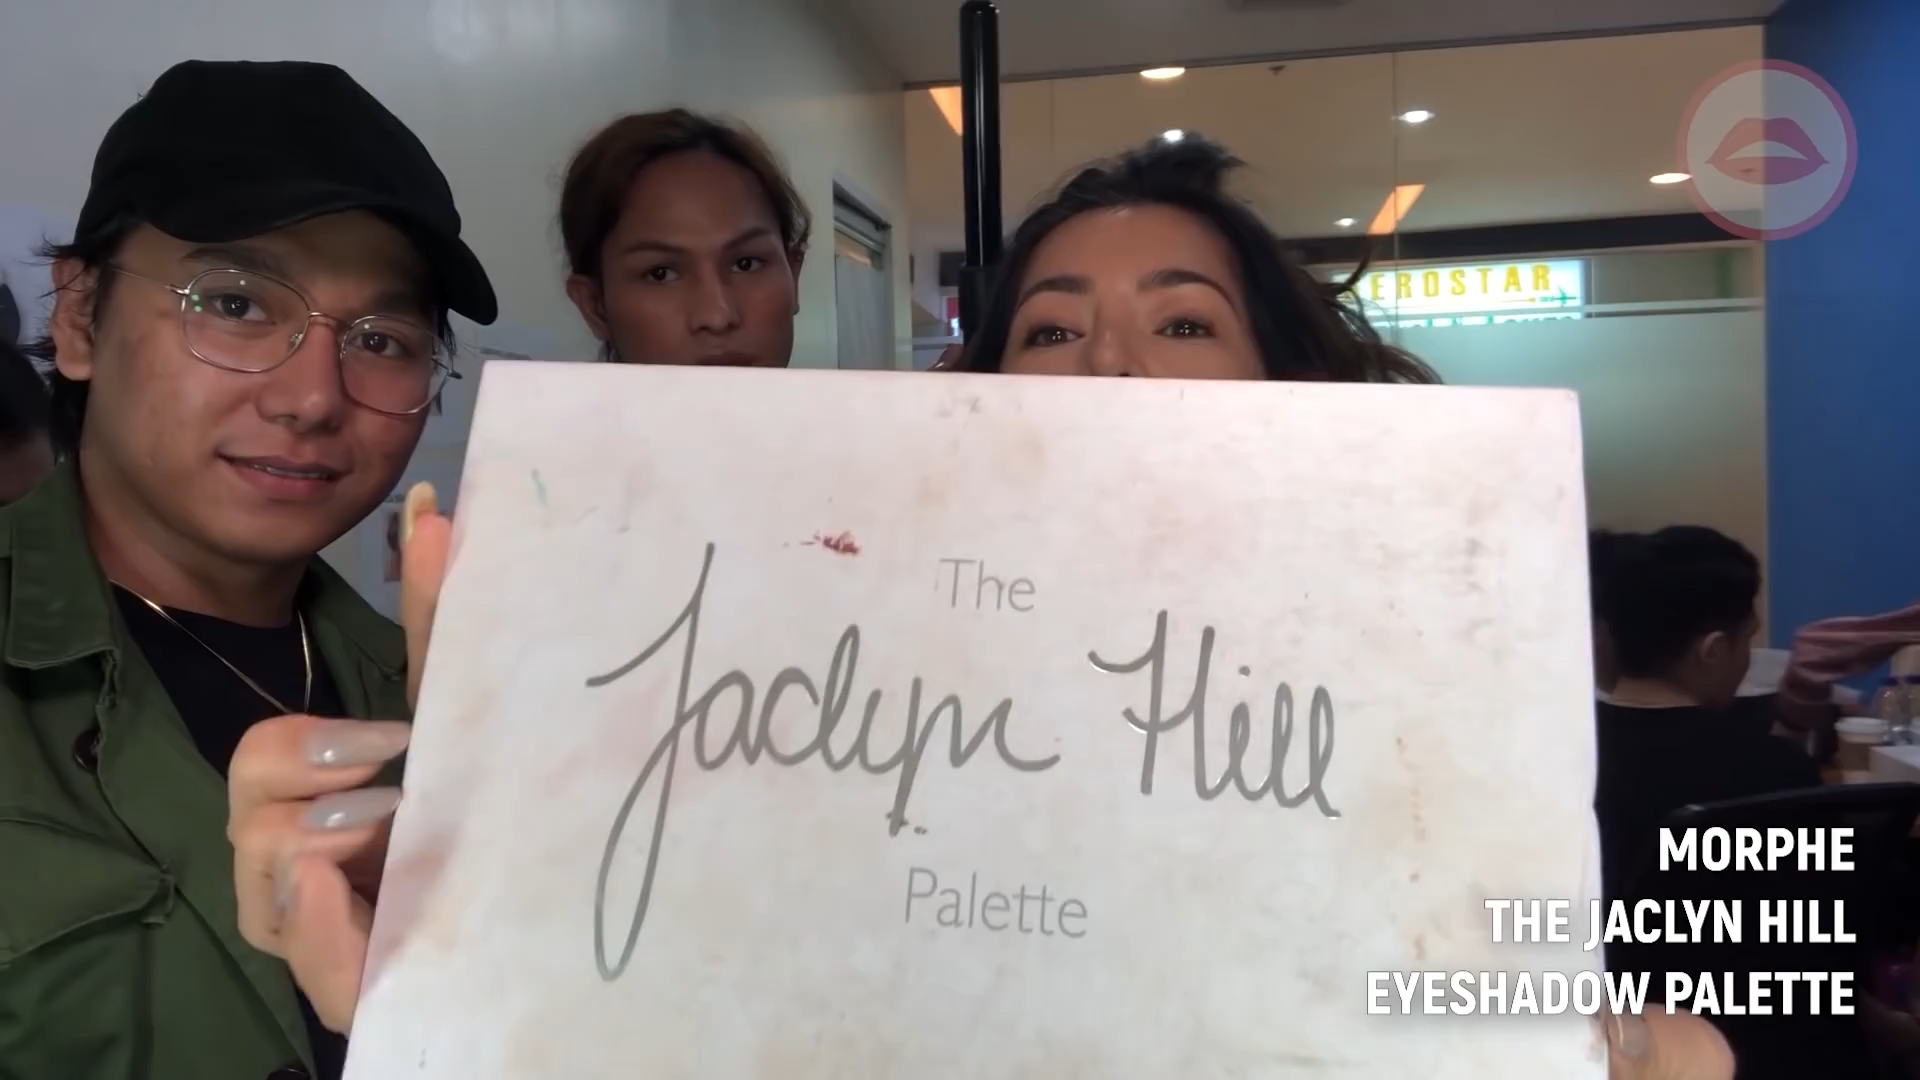 EROSTAR
The
Jaclyn Hill
Palette
MORPHE
THE JACLYN HILL
EYESHADOW PALETTE